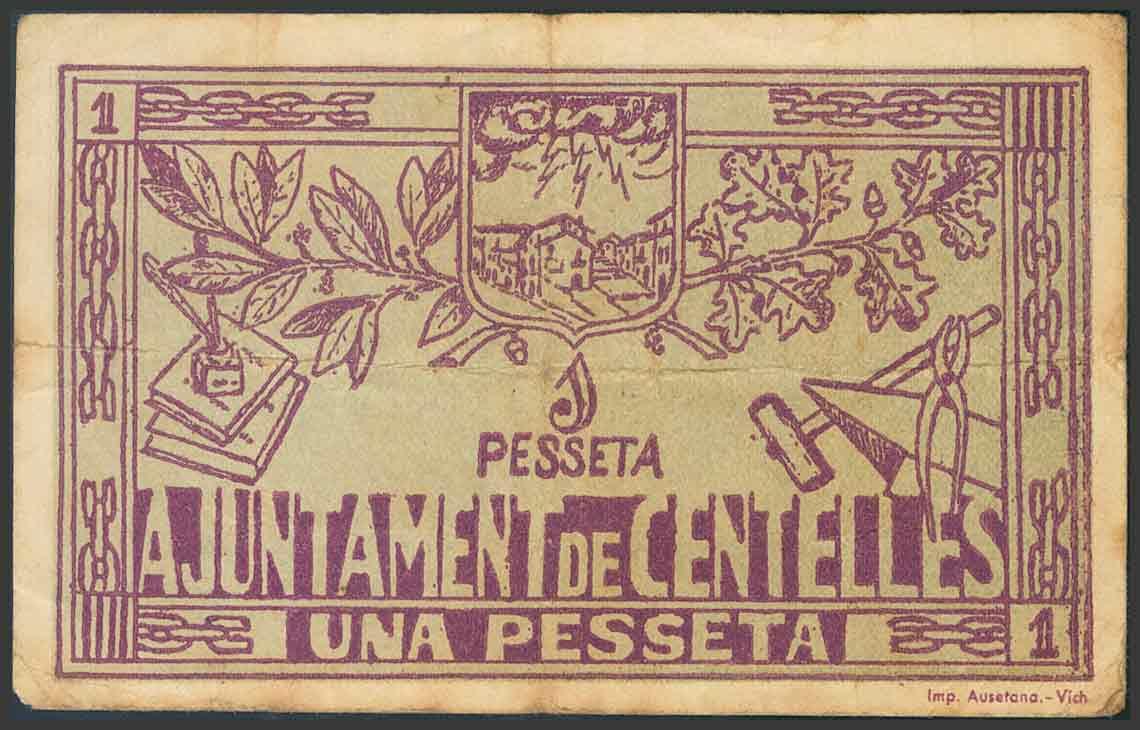 1
1
PESSETA
AJUNTAMENT DE CENTELLES
UNA PESSETA
1
Imp. Ausetana.-Vich